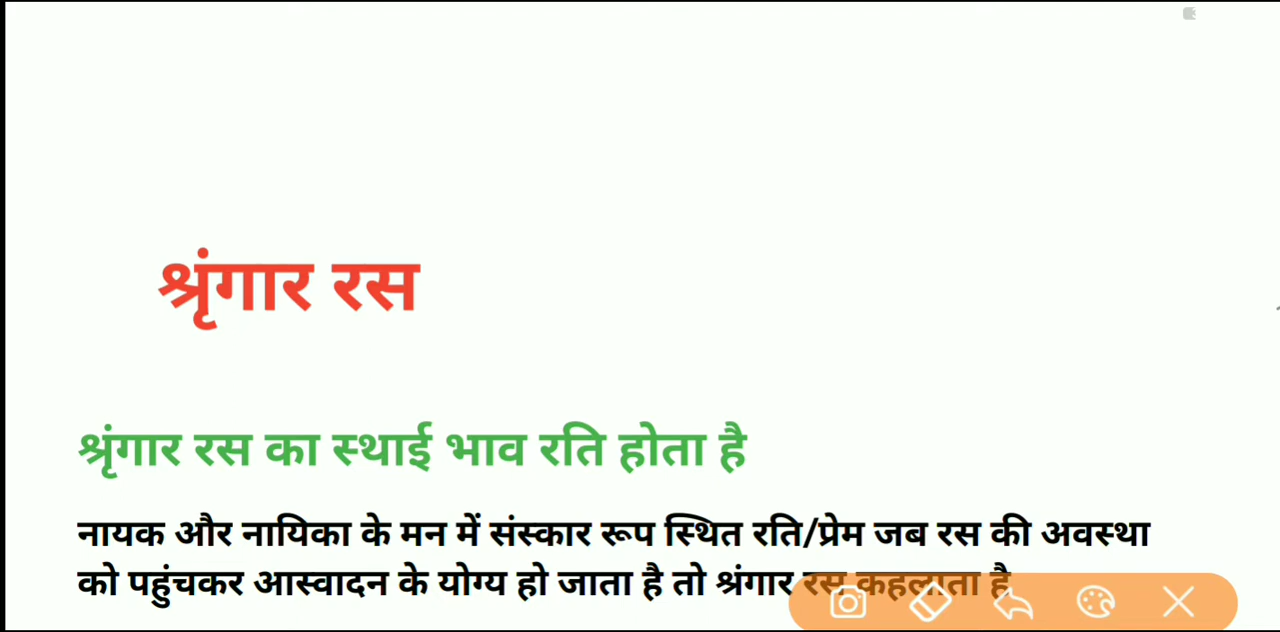 श्रृंगार रस
श्रृंगार रस का स्थाई भाव रति होता है
नायक और नायिका के मन में संस्कार रूप स्थित रति/प्रेम जब रस की अवस्था
को पहुंचकर आस्वादन के योग्य हो जाता है तो श्रंगार रस कहलाता है